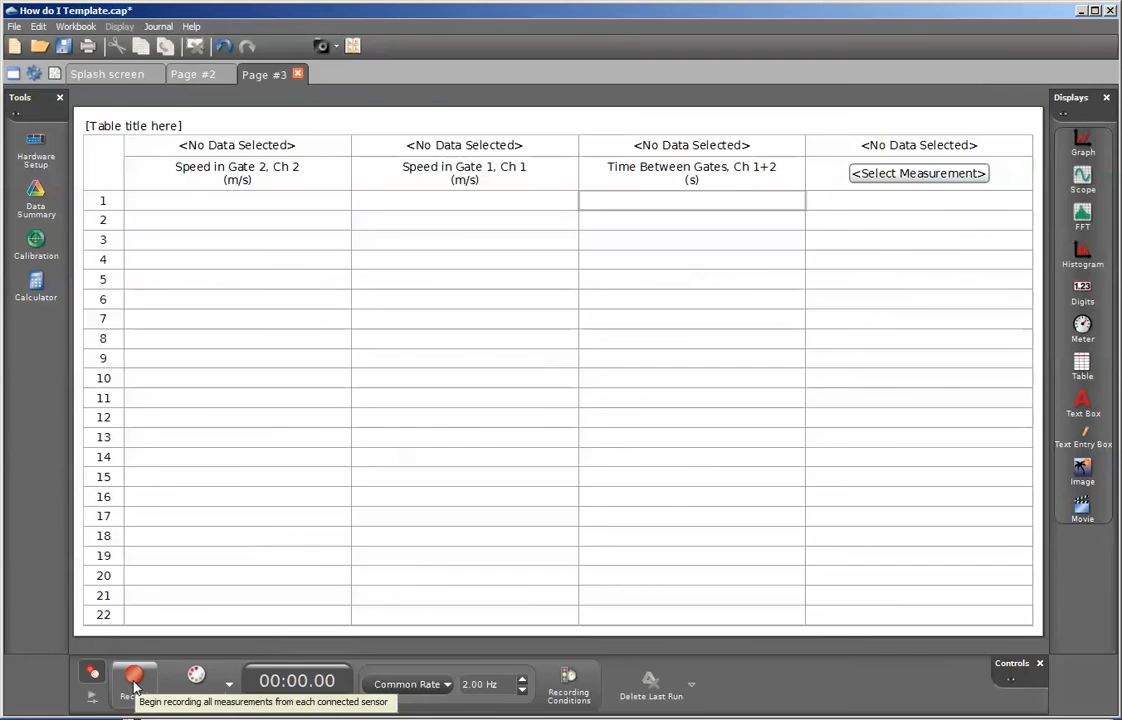 How do I Template.cap*
File Edit Workbook Display Journal Help
Splash screen Page #2 Page #3
Tools
Hardware
Setup
Data
Summary
Calibration
Calculator
[Table title here]
<No Data Selected> <No Data Selected> <No Data Selected> <No Data Selected>
Speed in Gate 2, Ch 2 Speed in Gate 1, Ch 1 Time Between Gates, Ch 1+2 <Select Measurement>
(m/s) (m/s) (s)
1
2
3
4
5
6
7
8
9
10
11
12
13
14
15
16
17
18
19
20
21
22
Displays
Graph
Scope
FFT
Histogram
1.23
Digits
Meter
Table
A
Text Box
Text Entry Box
Image
Movie
00:00.00 Common Rate 2.00 Hz
Recording
Conditions
Delete Last Run
Controls
Begin recording all measurements from each connected sensor